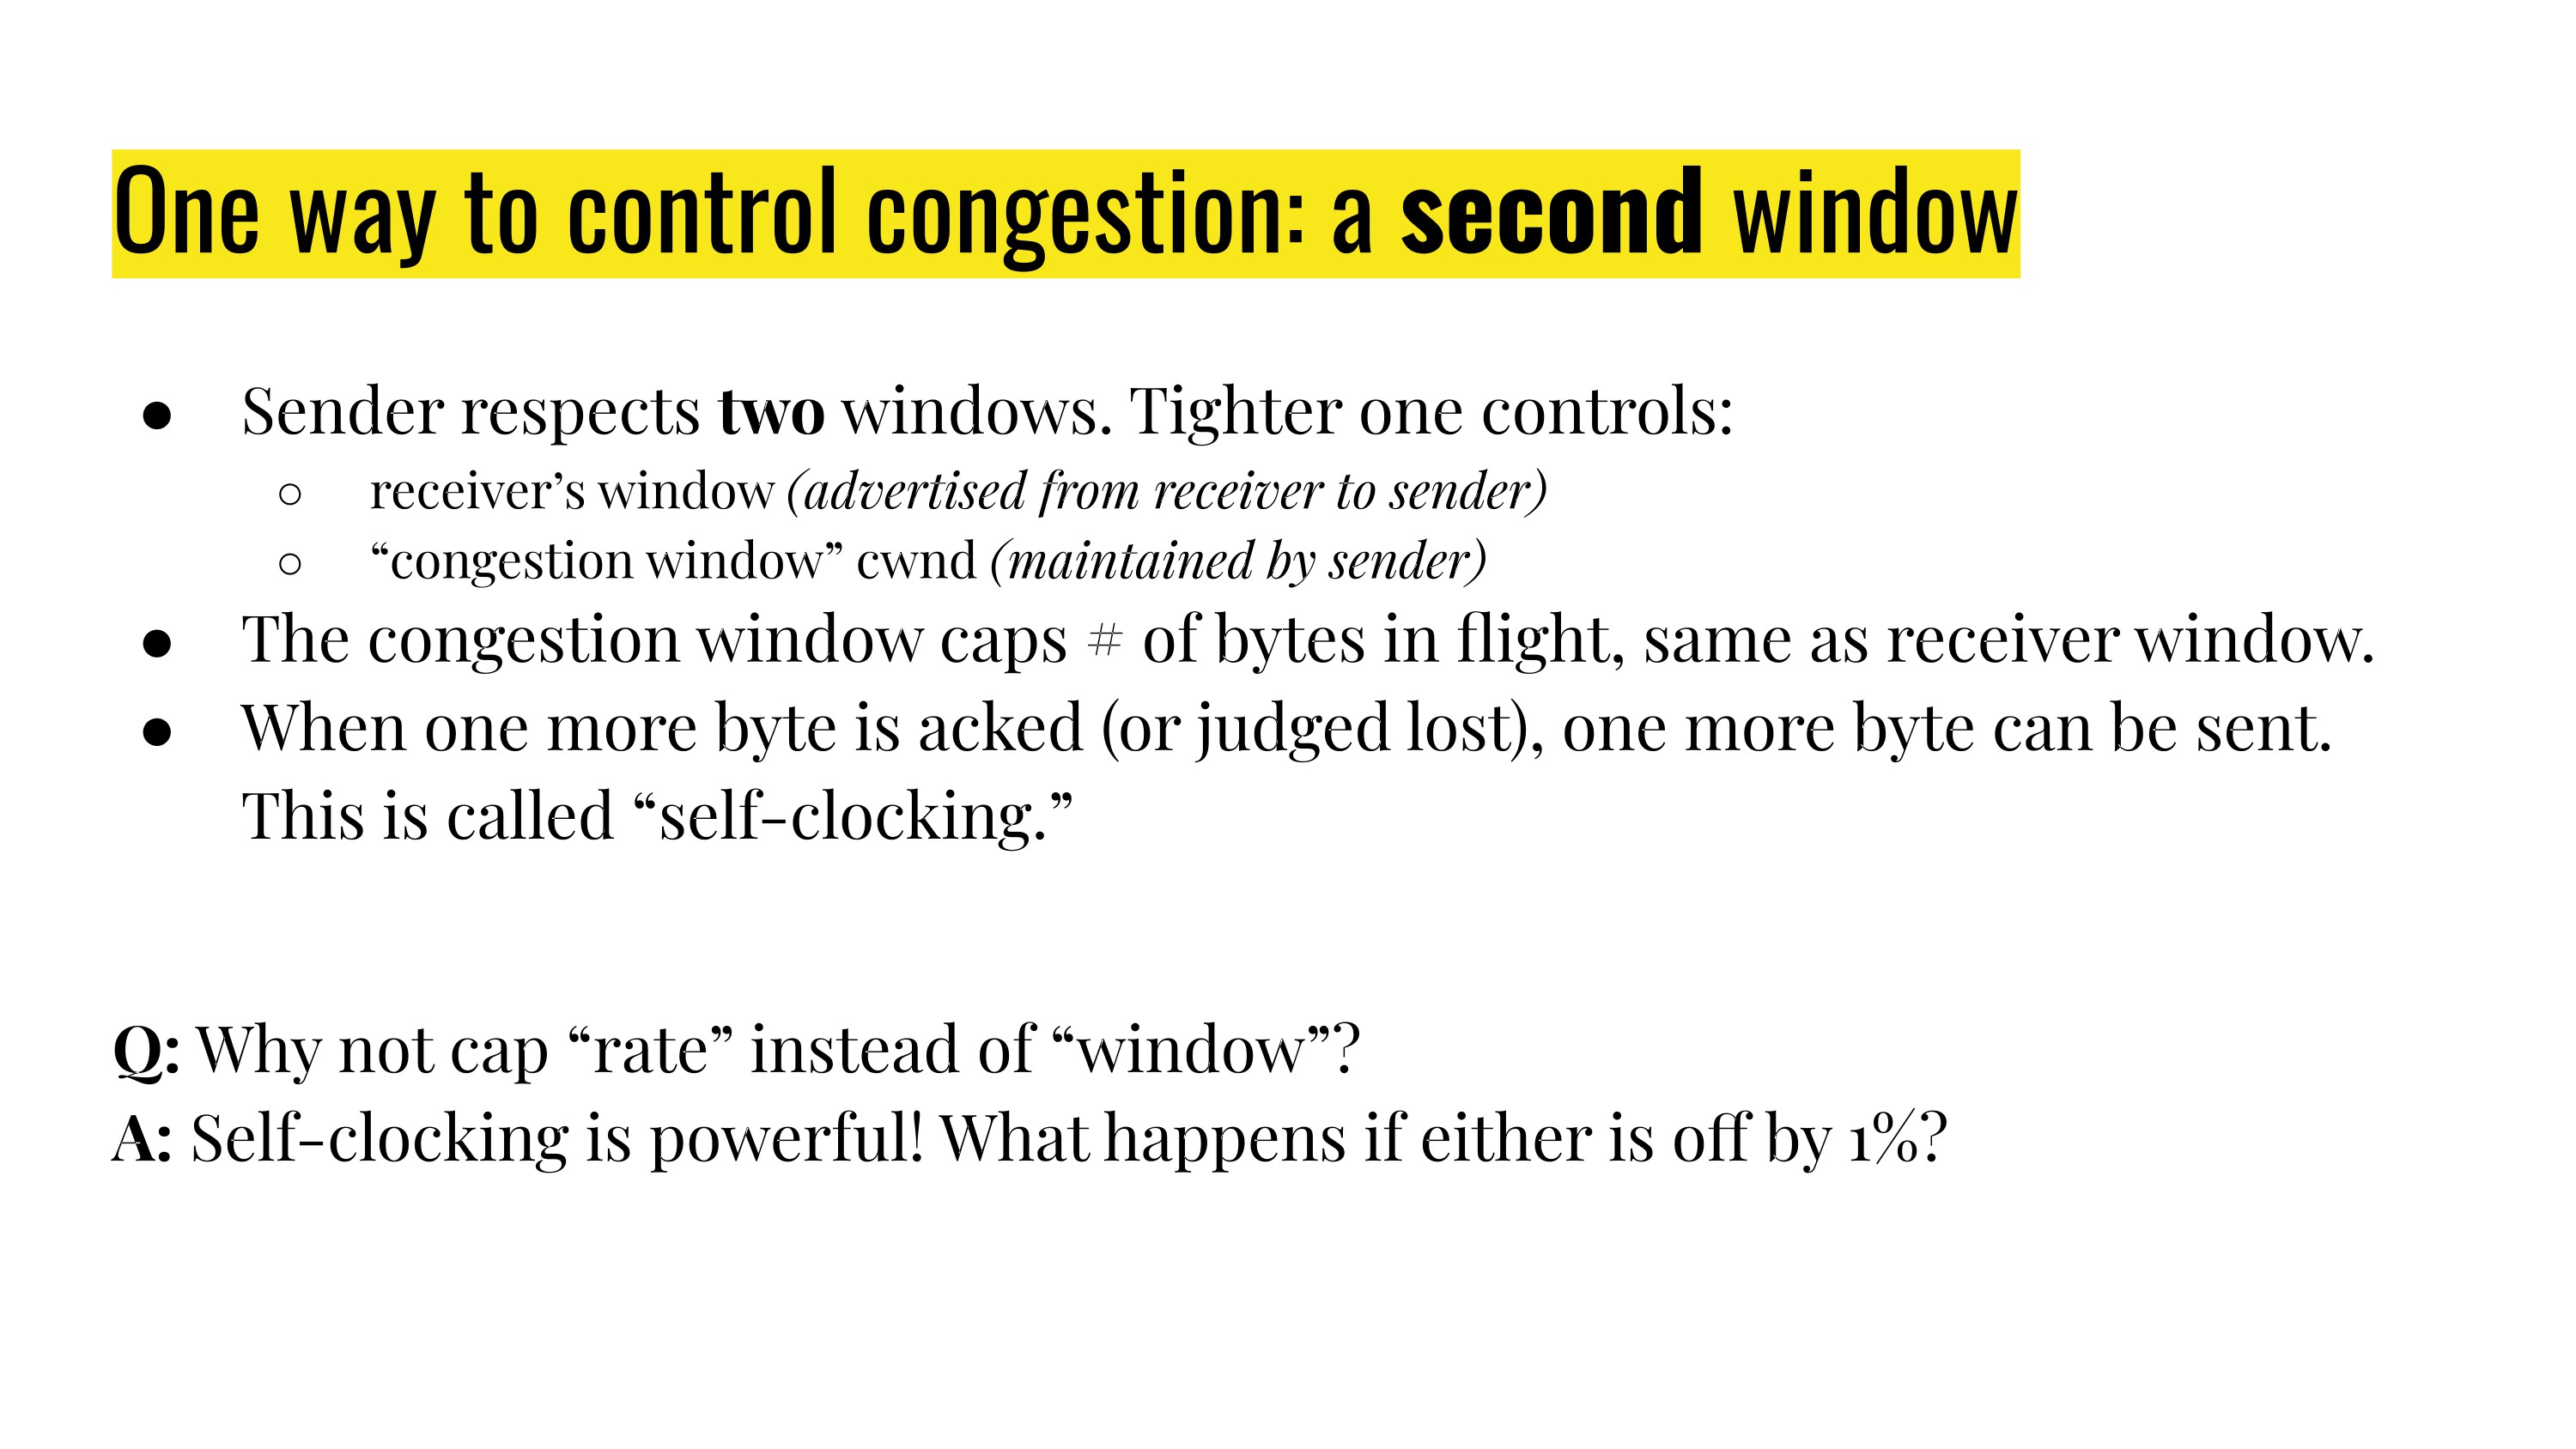 One way to control congestion: a second window
● Sender respects two windows. Tighter one controls:
○ receiver’s window (advertised from receiver to sender)
○ “congestion window” cwnd (maintained by sender)
● The congestion window caps # of bytes in flight, same as receiver window.
● When one more byte is acked (or judged lost), one more byte can be sent.
This is called “self-clocking.”
Q: Why not cap “rate” instead of “window”?
A: Self-clocking is powerful! What happens if either is off by 1%?